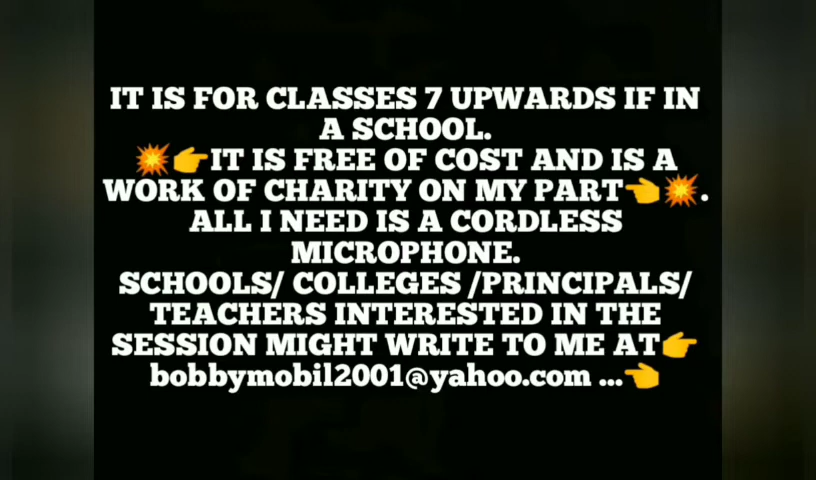 IT IS FOR CLASSES 7 UPWARDS IF IN
A SCHOOL.
💥👉IT IS FREE OF COST AND IS A
WORK OF CHARITY ON MY PART👈💥.
ALL I NEED IS A CORDLESS
MICROPHONE.
SCHOOLS/ COLLEGES /PRINCIPALS/
TEACHERS INTERESTED IN THE
SESSION MIGHT WRITE TO ME AT👉
bobbymobil2001@yahoo.com ...👈